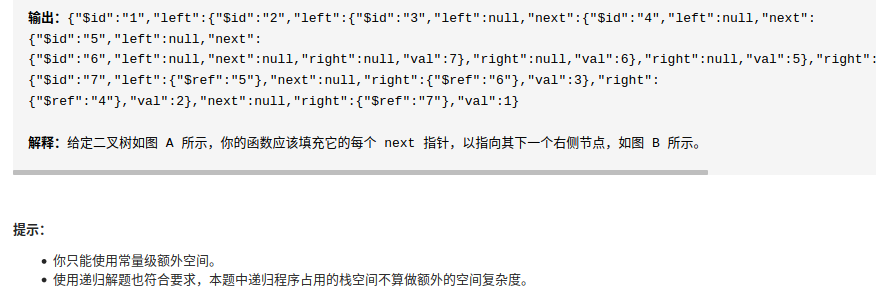 输出: {"$id":"1","left":{"$id":"2","left":{"$id":"3","left":null,"next":{"$id":"4","left":null,"next":
{"$id":"5","left":null,"next":
{"$id":"6","left":null,"next":null,"right":null,"val":7},"right":null,"val":6},"right":null,"val":5},"right":
{"$id":"7","left":{"$ref":"5"},"next":null,"right":{"$ref":"6"},"val":3},"right":
{"$ref":"4"},"val":2},"next":null,"right":{"$ref":"7"},"val":1}
解释: 给定二叉树如图 A 所示，你的函数应该填充它的每个 next 指针，以指向其下一个右侧节点，如图 B 所示。
提示：
• 你只能使用常量级额外空间。
• 使用递归解题也符合要求，本题中递归程序占用的栈空间不算做额外的空间复杂度。